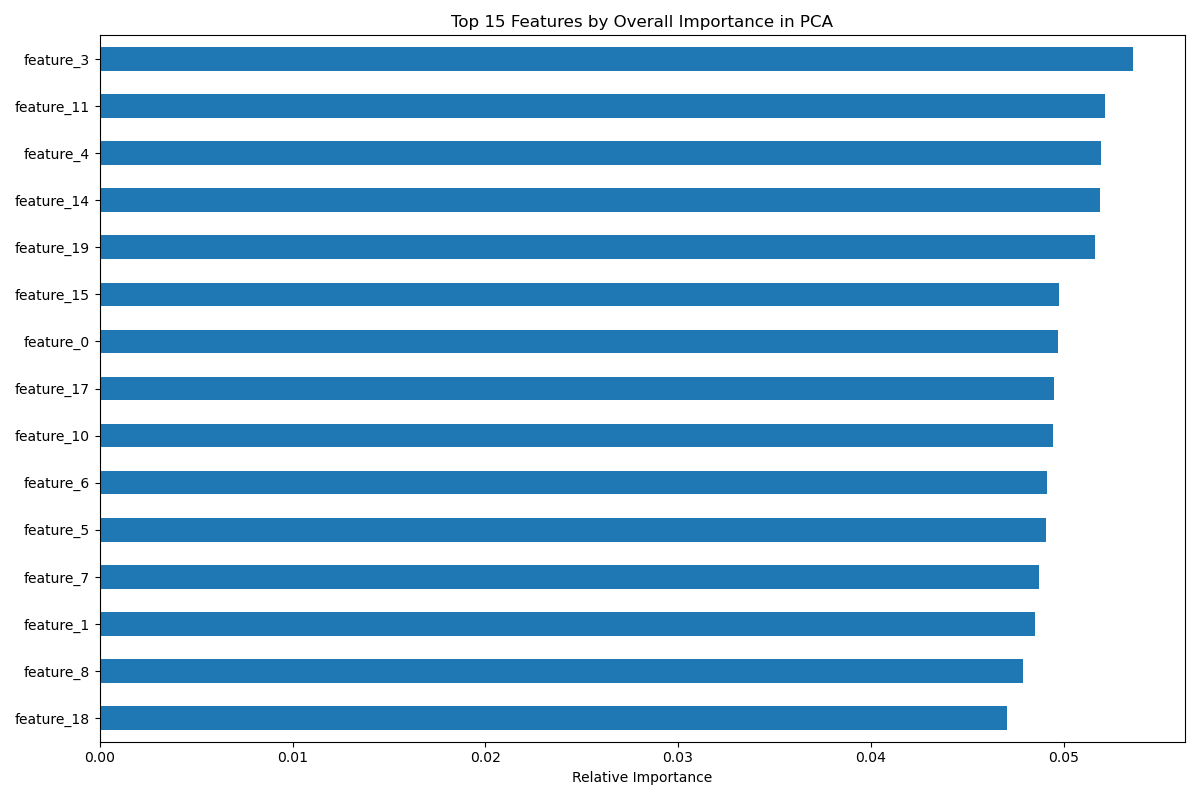 Top 15 Features by Overall Importance in PCA
feature_3
feature_11
feature_4
feature_14
feature_19
feature_15
feature_0
feature_17
feature_10
feature_6
feature_5
feature_7
feature_1
feature_8
feature_18
0.00 0.01 0.02 0.03 0.04 0.05
Relative Importance